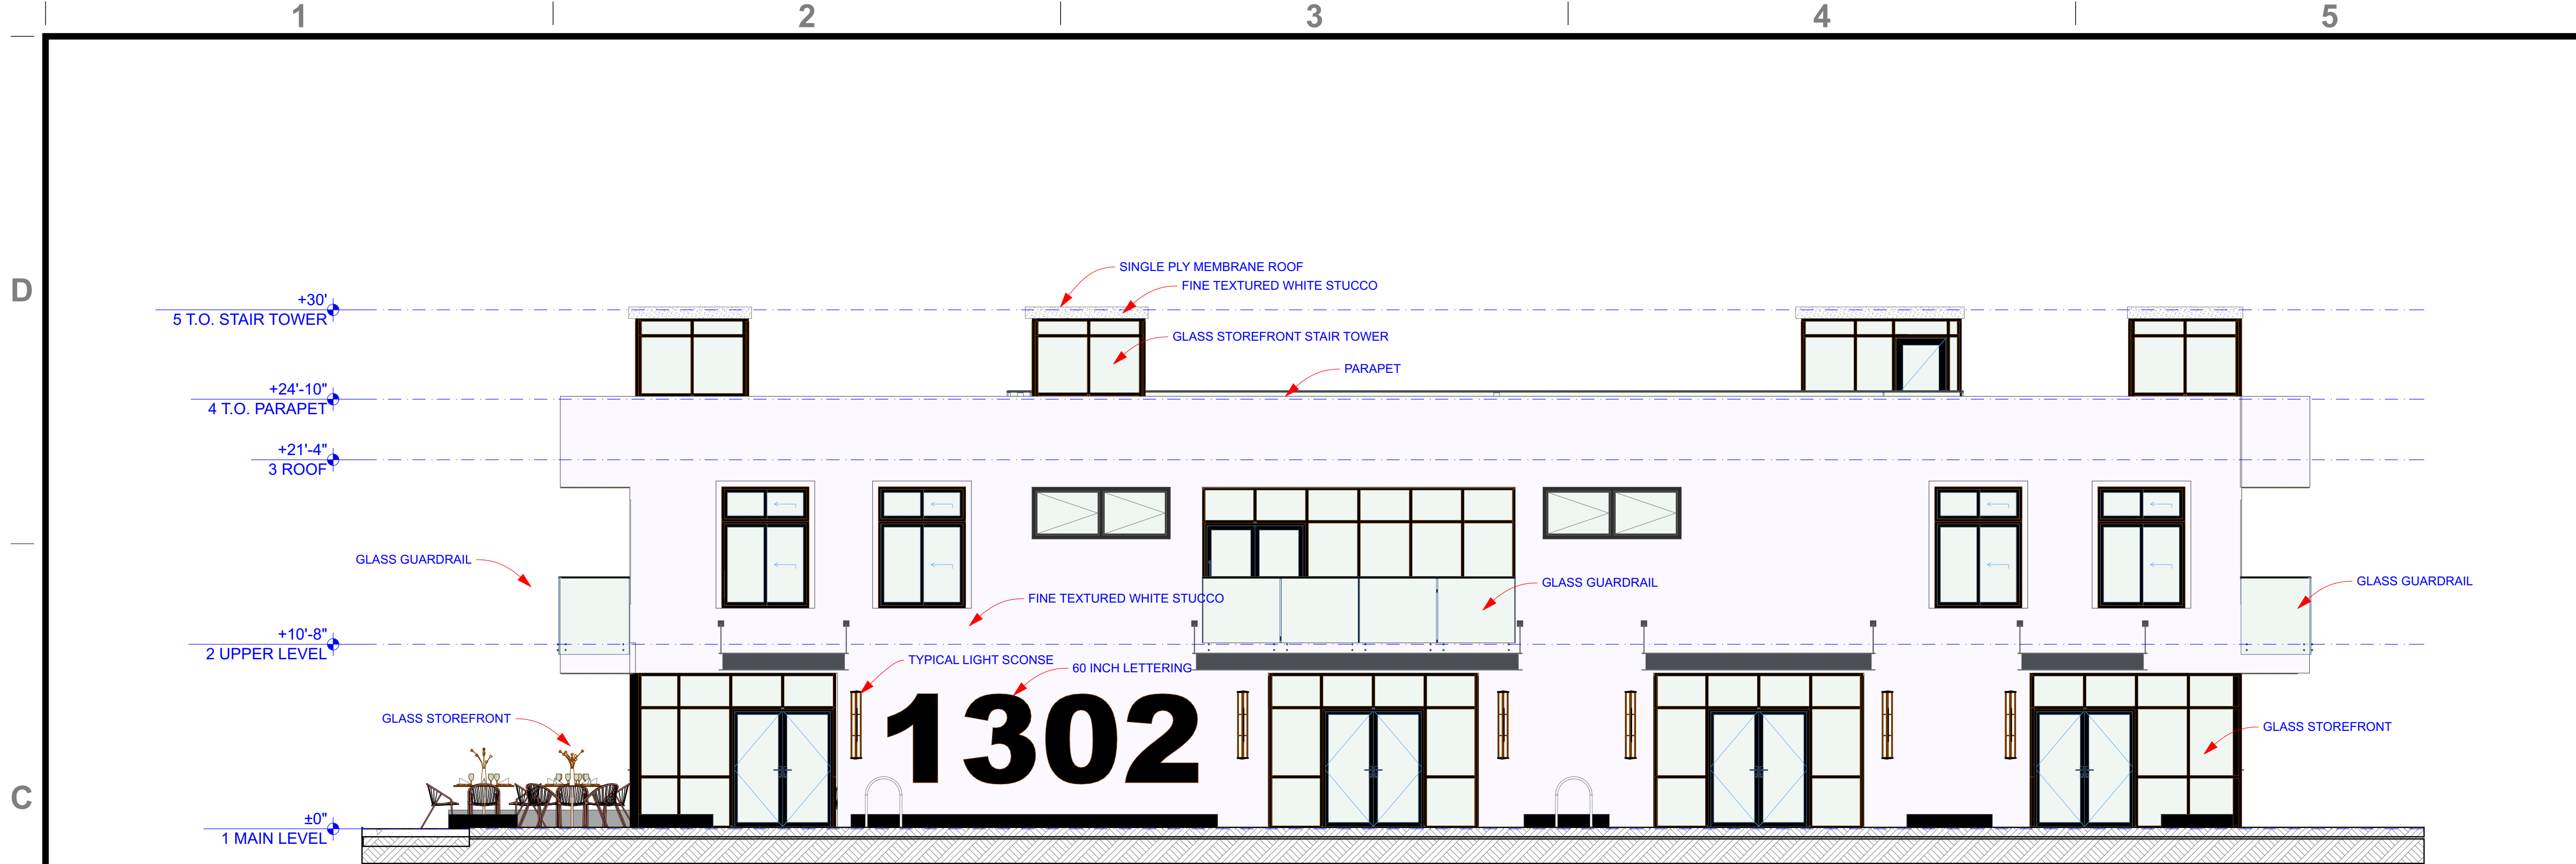 1 2 3 4 5
D
SINGLE PLY MEMBRANE ROOF
FINE TEXTURED WHITE STUCCO
+30'
5 T.O. STAIR TOWER
GLASS STOREFRONT STAIR TOWER
PARAPET
+24'-10"
4 T.O. PARAPET
+21'-4"
3 ROOF
GLASS GUARDRAIL
GLASS GUARDRAIL
GLASS GUARDRAIL
FINE TEXTURED WHITE STUCCO
+10'-8"
2 UPPER LEVEL
TYPICAL LIGHT SCONSE
60 INCH LETTERING
1302
GLASS STOREFRONT
GLASS STOREFRONT
C
±0"
1 MAIN LEVEL